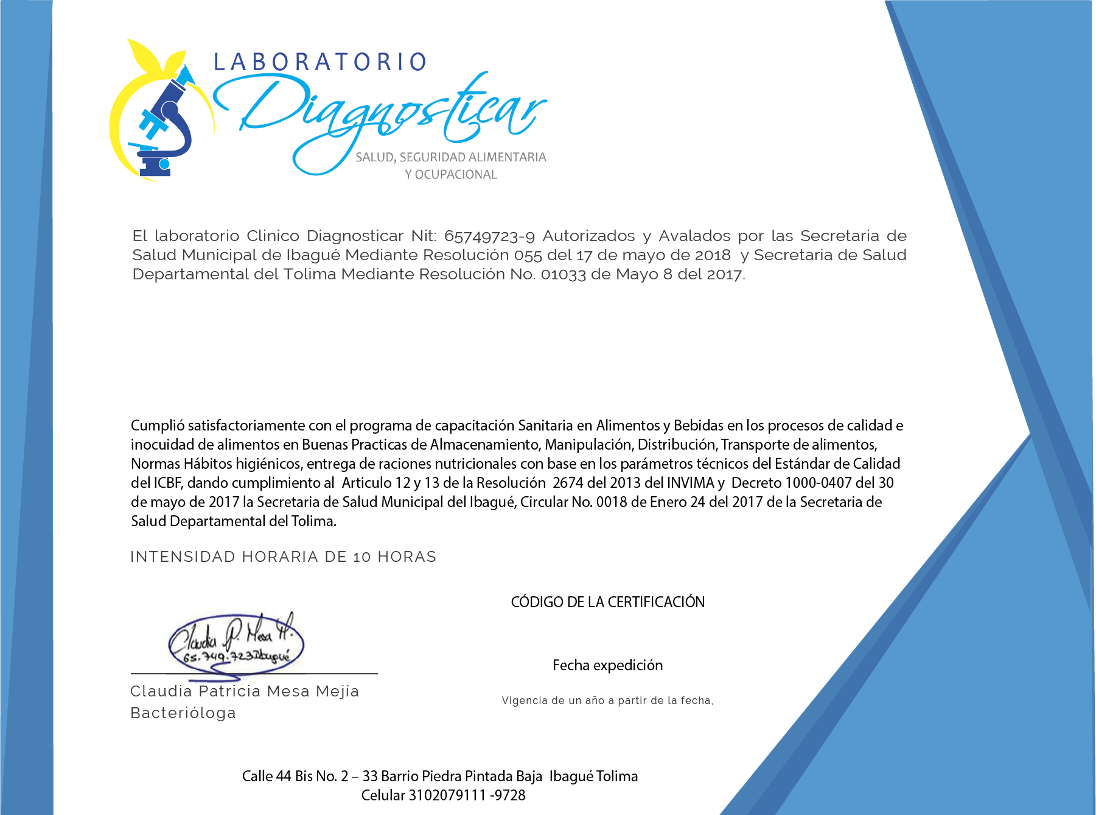 LABORATORIO
Diagnosticar
SALUD, SEGURIDAD ALIMENTARIA
Y OCUPACIONAL
El laboratorio Clinico Diagnosticar Nit: 65749723-9 Autorizados y Avalados por las Secretaria de
Salud Municipal de Ibagué Mediante Resolución 055 del 17 de mayo de 2018 y Secretaria de Salud
Departamental del Tolima Mediante Resolución No. 01033 de Mayo 8 del 2017.
Cumplió satisfactoriamente con el programa de capacitación Sanitaria en Alimentos y Bebidas en los procesos de calidad e
inocuidad de alimentos en Buenas Practicas de Almacenamiento, Manipulación, Distribución, Transporte de alimentos,
Normas Hábitos higiénicos, entrega de raciones nutricionales con base en los parámetros técnicos del Estándar de Calidad
del ICBF, dando cumplimiento al Articulo 12 y 13 de la Resolución 2674 del 2013 del INVIMA y Decreto 1000-0407 del 30
de mayo de 2017 la Secretaria de Salud Municipal del Ibagué, Circular No. 0018 de Enero 24 del 2017 de la Secretaria de
Salud Departamental del Tolima.
INTENSIDAD HORARIA DE 10 HORAS
CÓDIGO DE LA CERTIFICACIÓN
Claudia P. Mesa M.
65.749.723 Ibagué
Fecha expedición
Claudia Patricia Mesa Mejía
Vigencia de un año a partir de la fecha,
Bacterióloga
Calle 44 Bis No. 2 – 33 Barrio Piedra Pintada Baja Ibagué Tolima
Celular 3102079111 -9728